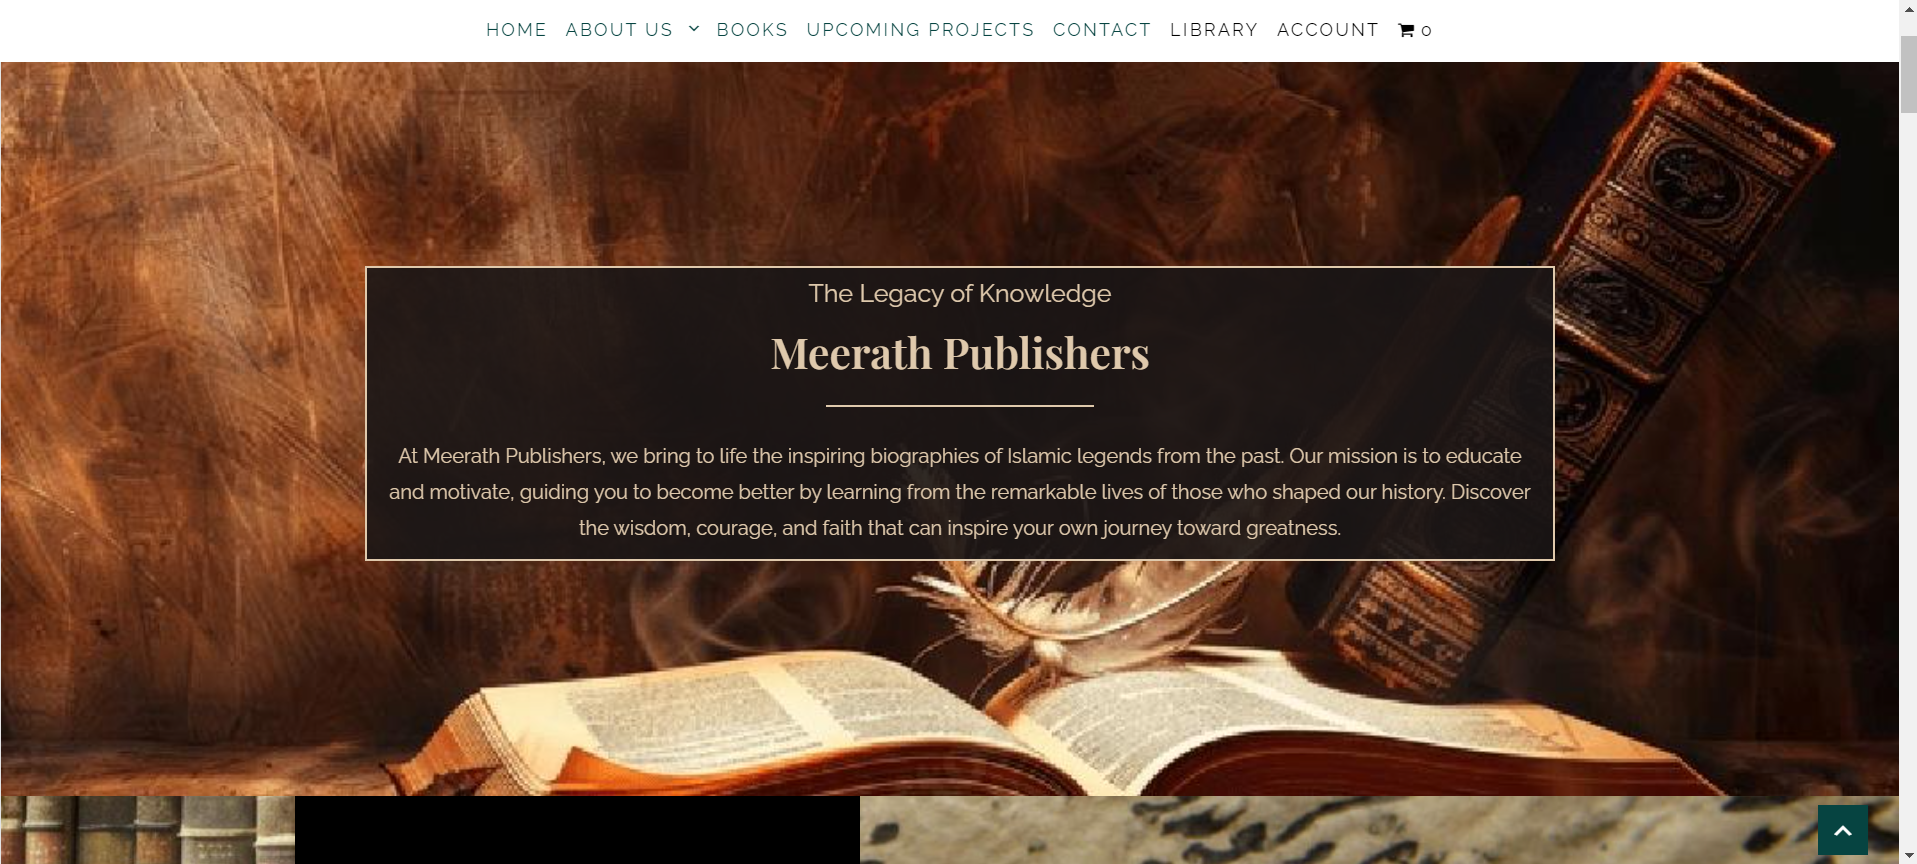 HOME ABOUT US BOOKS UPCOMING PROJECTS CONTACT LIBRARY ACCOUNT 0
The Legacy of Knowledge
Meerath Publishers
At Meerath Publishers, we bring to life the inspiring biographies of Islamic legends from the past. Our mission is to educate
and motivate, guiding you to become better by learning from the remarkable lives of those who shaped our history. Discover
the wisdom, courage, and faith that can inspire your own journey toward greatness.